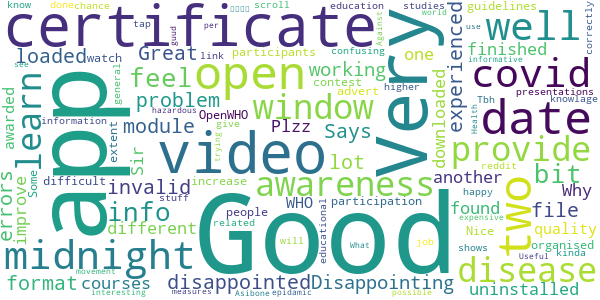 know
done
chance
tap
per
education
studies
scroll
guidelines
certificate
and
guud
Against
world
use
well
correctly
see
loaded
watch
Great
link
participants
confusing
one
finished
informative
general
feel
open
working
contest
advert
higher
experienced
covid
presentations
knowlage
Tbh
Health
awarded
learn
problem
OpenWHO
window
Plzz
downloaded
date
information
extent
module
hazardous
give
trying
Says
provide
app
video
very
errors
improve
Some
difficult
Sir
invalid
stuff
increase
lot
awareness
another
reddit
bit
happy
Why
info
different
people
related
WHO
participation
educational
found
file
two
midnight
Good
Nice
quality
expensive
organised
kinda
shows
disease
format
courses
disappointed
Disappointing
will
What
job
Useful
uninstalled
movement
interesting
measures
Asibone
epidemic
possible